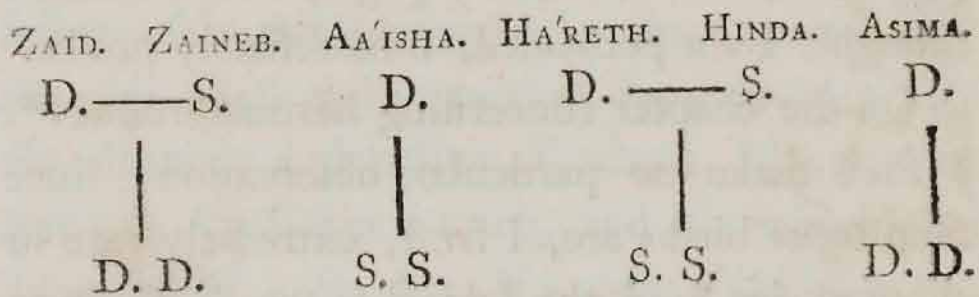 ZAID. ZAINEB. AA'ISHA. HA'RETH. HINDA. ASIMA.
D.——S. D. D.——S. D.
D. D. S. S. S. S. D. D.